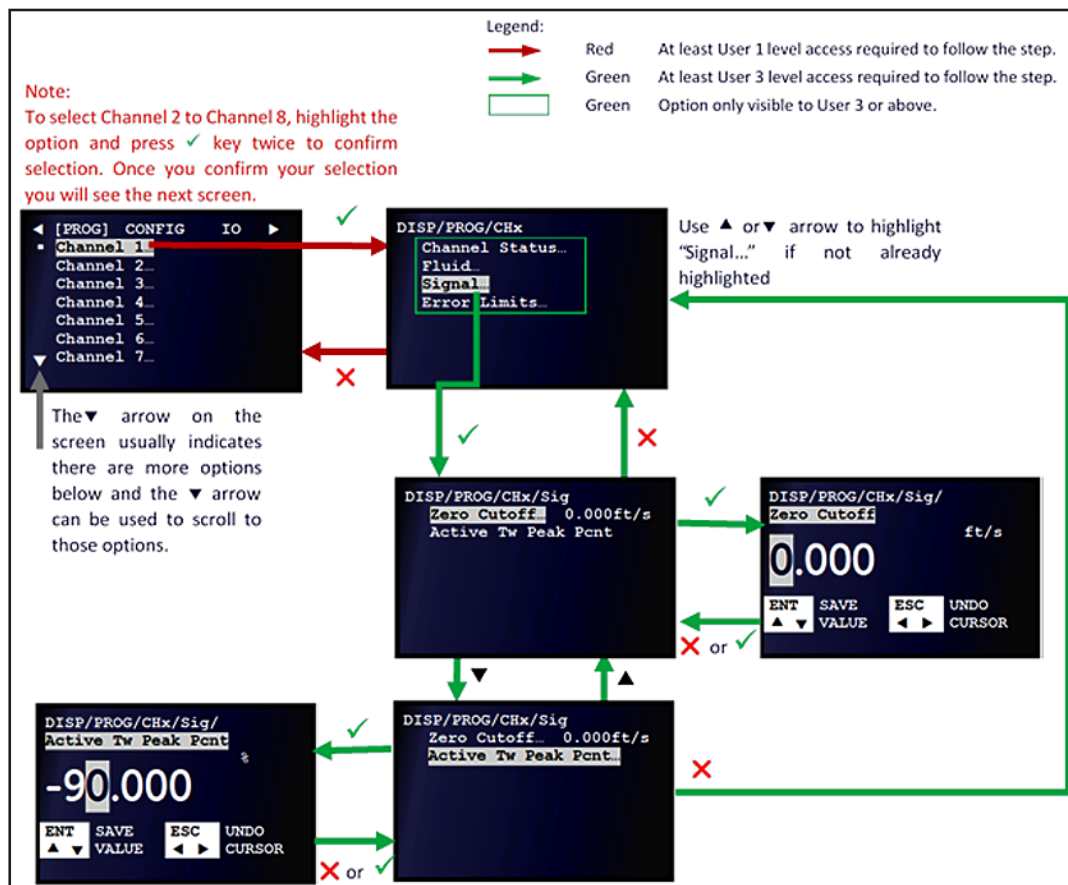 Legend:
Red At least User 1 level access required to follow the step.
Green At least User 3 level access required to follow the step.
Green Option only visible to User 3 or above.
Note:
To select Channel 2 to Channel 8, highlight the
option and press ✓ key twice to confirm
selection. Once you confirm your selection
you will see the next screen.
◀ [PROG] CONFIG IO ▶
Channel 1…
Channel 2…
Channel 3…
Channel 4…
Channel 5…
Channel 6…
▼ Channel 7…
✓
✕
DISP/PROG/CHx
Channel Status…
Fluid…
Signal…
Error Limits…
Use ▲ or ▼ arrow to highlight
"Signal…" if not already
highlighted
The ▼ arrow on the
screen usually indicates
there are more options
below and the ▼ arrow
can be used to scroll to
those options.
✓
✕
DISP/PROG/CHx/Sig
Zero Cutoff… 0.000ft/s
Active Tw Peak Pcnt
✓
✕ or ✓
DISP/PROG/CHx/Sig/
Zero Cutoff
ft/s
0.000
ENT SAVE ESC UNDO
▲ ▼ VALUE ◀ ▶ CURSOR
▼
▲
DISP/PROG/CHx/Sig/
Active Tw Peak Pcnt
%
-90.000
ENT SAVE ESC UNDO
▲ ▼ VALUE ◀ ▶ CURSOR
✓
✕ or ✓
DISP/PROG/CHx/Sig
Zero Cutoff… 0.000ft/s
Active Tw Peak Pcnt…
✕